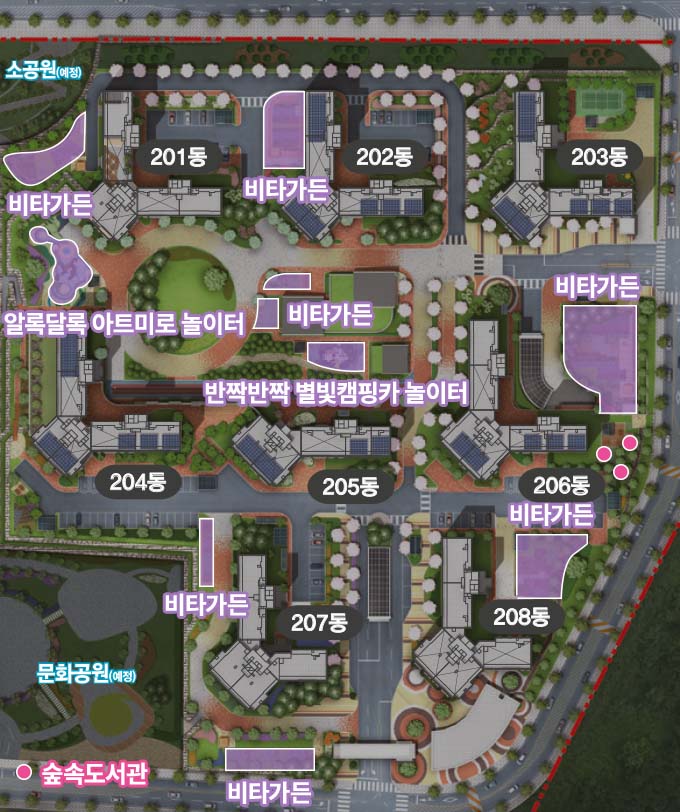 소공원(예정)
201동
202동
203동
비타가든
비타가든
비타가든
알록달록 아트미로 놀이터
비타가든
반짝반짝 별빛캠핑카 놀이터
204동
205동
206동
비타가든
비타가든
207동
208동
문화공원(예정)
숲속도서관
비타가든